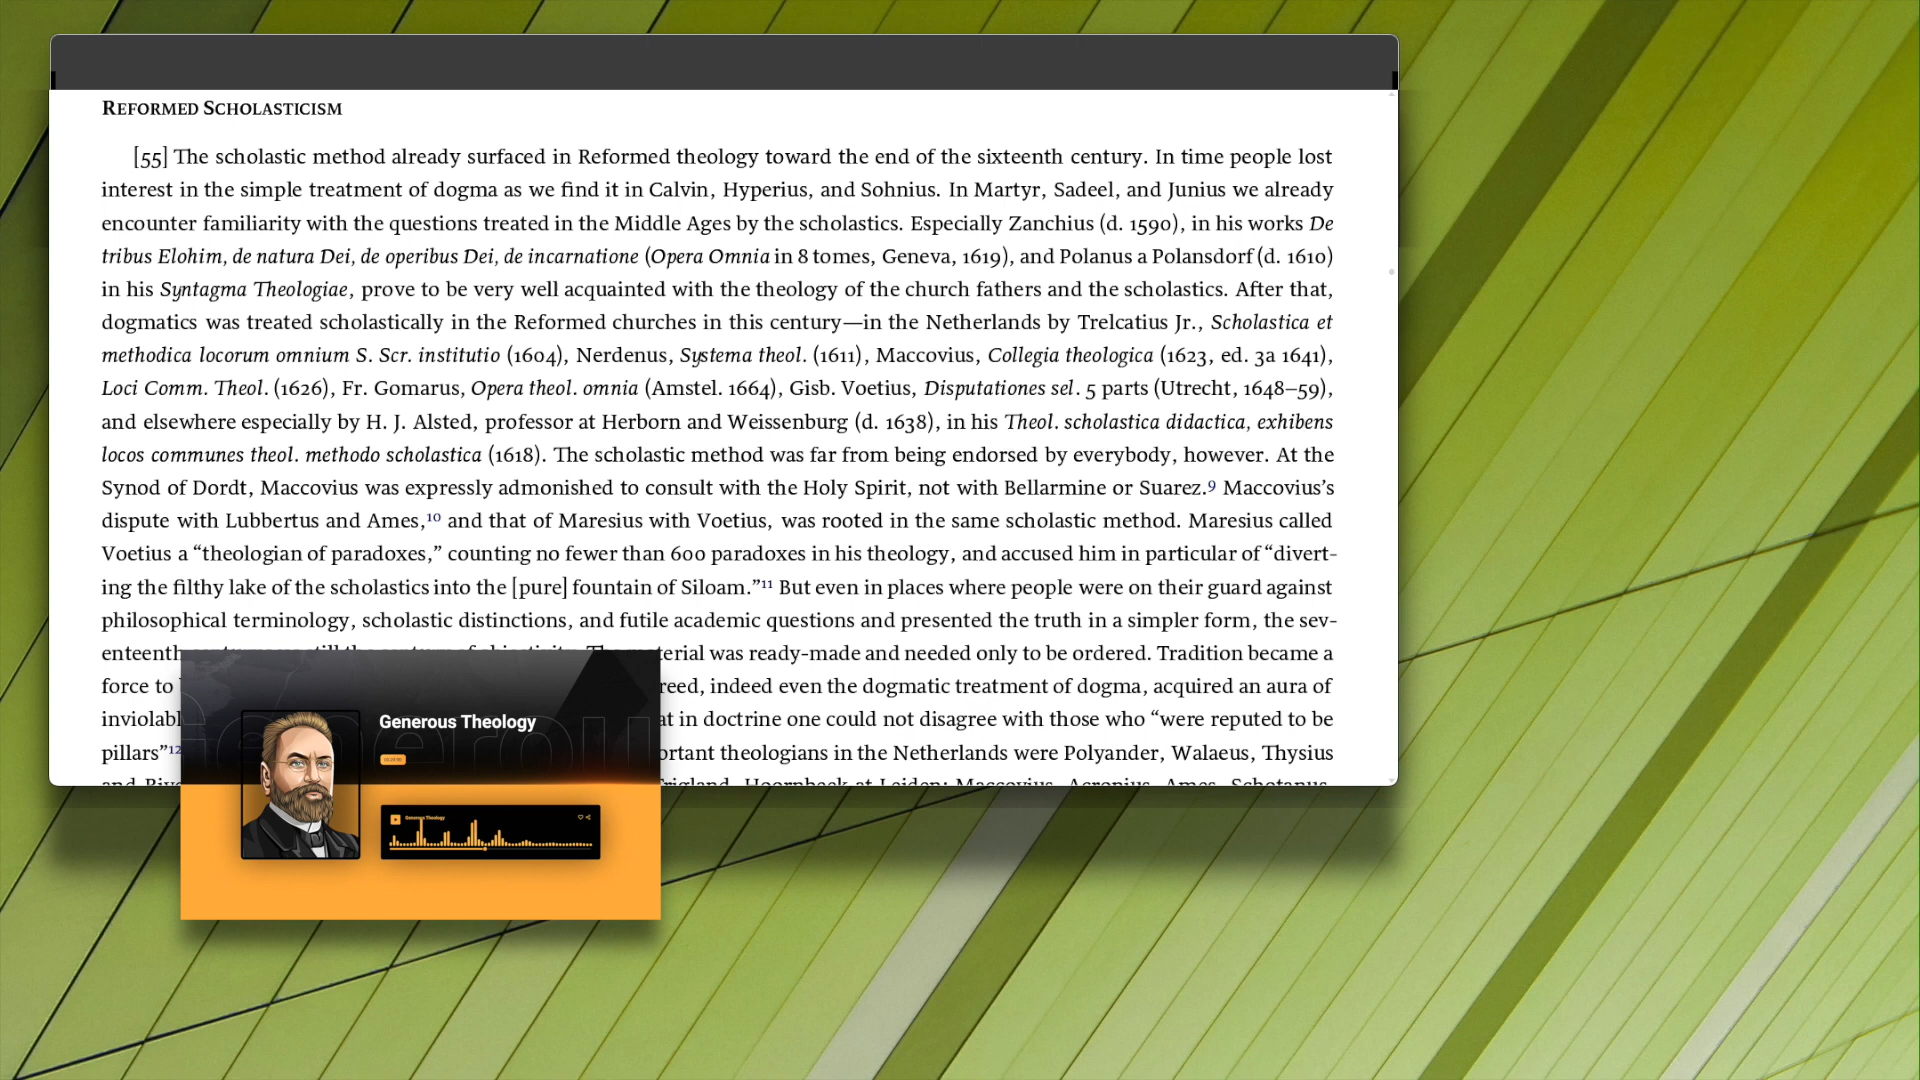 REFORMED SCHOLASTICISM
[55] The scholastic method already surfaced in Reformed theology toward the end of the sixteenth century. In time people lost
interest in the simple treatment of dogma as we find it in Calvin, Hyperius, and Sohnius. In Martyr, Sadeel, and Junius we already
encounter familiarity with the questions treated in the Middle Ages by the scholastics. Especially Zanchius (d. 1590), in his works De
tribus Elohim, de natura Dei, de operibus Dei, de incarnatione (Opera Omnia in 8 tomes, Geneva, 1619), and Polanus a Polansdorf (d. 1610)
in his Syntagma Theologiae, prove to be very well acquainted with the theology of the church fathers and the scholastics. After that,
dogmatics was treated scholastically in the Reformed churches in this century—in the Netherlands by Trelcatius Jr., Scholastica et
methodica locorum omnium S. Scr. institutio (1604), Nerdenus, Systema theol. (1611), Maccovius, Collegia theologica (1623, ed. 3a 1641),
Loci Comm. Theol. (1626), Fr. Gomarus, Opera theol. omnia (Amstel. 1664), Gisb. Voetius, Disputationes sel. 5 parts (Utrecht, 1648–59),
and elsewhere especially by H. J. Alsted, professor at Herborn and Weissenburg (d. 1638), in his Theol. scholastica didactica, exhibens
locos communes theol. methodo scholastica (1618). The scholastic method was far from being endorsed by everybody, however. At the
Synod of Dordt, Maccovius was expressly admonished to consult with the Holy Spirit, not with Bellarmine or Suarez.9 Maccovius’s
dispute with Lubbertus and Ames,10 and that of Maresius with Voetius, was rooted in the same scholastic method. Maresius called
Voetius a “theologian of paradoxes,” counting no fewer than 600 paradoxes in his theology, and accused him in particular of “divert-
ing the filthy lake of the scholastics into the [pure] fountain of Siloam.”11 But even in places where people were on their guard against
philosophical terminology, scholastic distinctions, and futile academic questions and presented the truth in a simpler form, the sev-
enteenth was ready-made and needed only to be ordered. Tradition became a
force to indeed even the dogmatic treatment of dogma, acquired an aura of
in doctrine one could not disagree with those who “were reputed to be
pillars”12 theologians in the Netherlands were Polyander, Walaeus, Thysius
and Trigland, Hoornbeek at Leiden; Maccovius, Acronius, Ames, Schotanus,
Generous Theology
Generous Theology